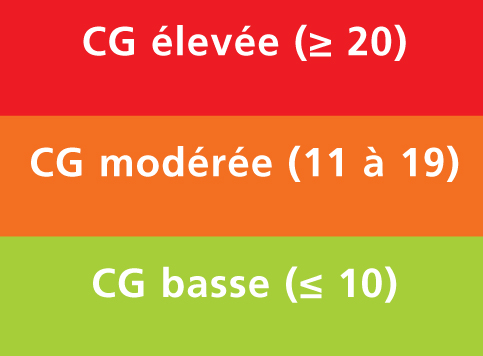 CG élevée (≥ 20)
CG modérée (11 à 19)
CG basse (≤ 10)